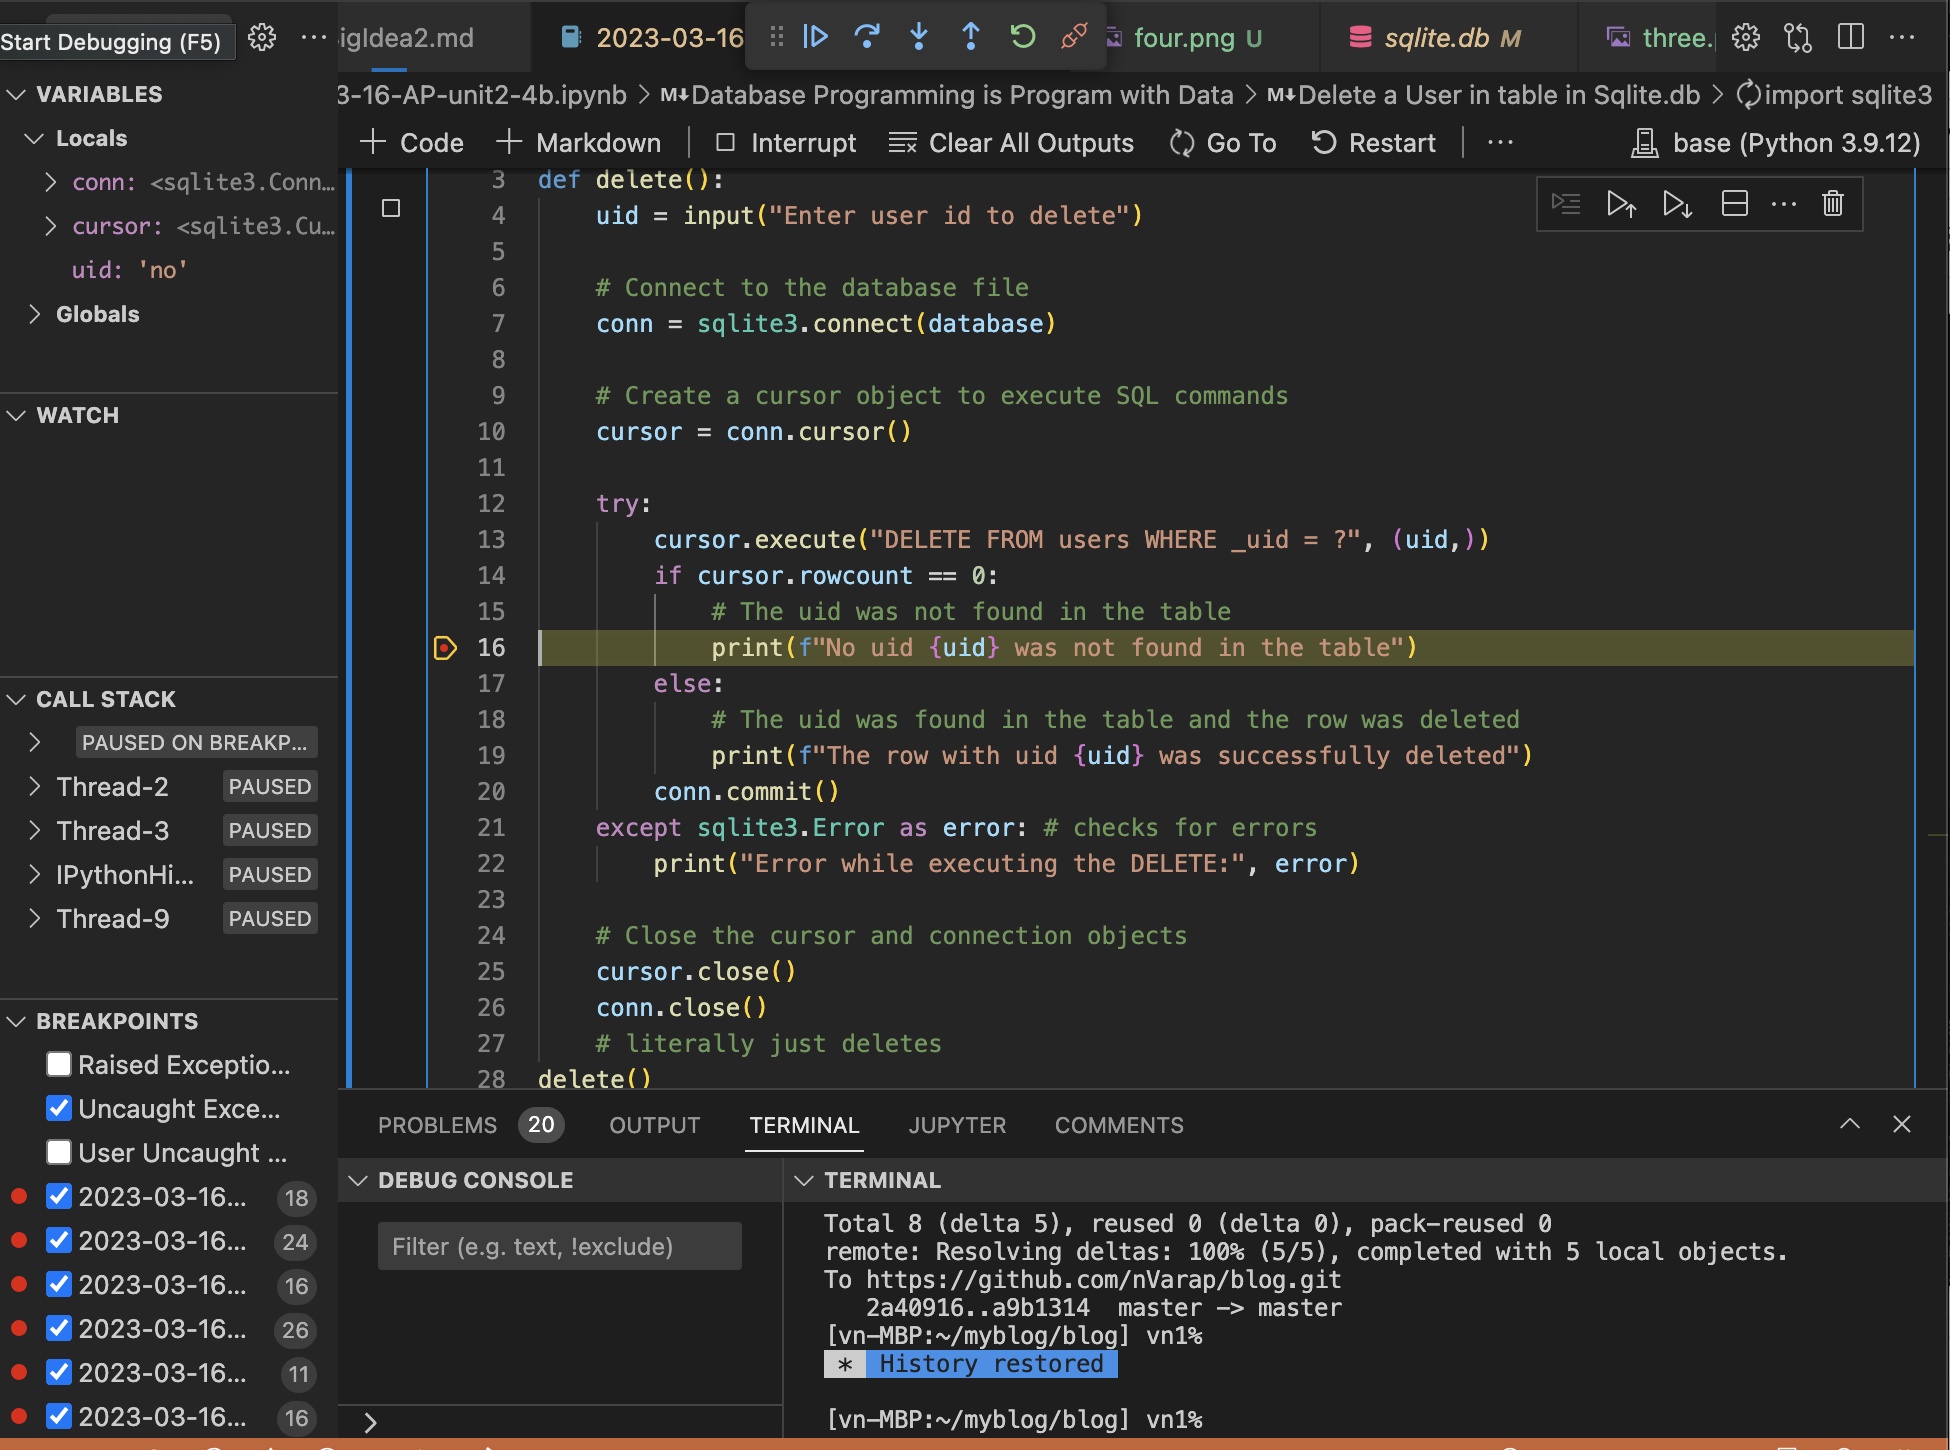 Start Debugging (F5)
igIdea2.md
2023-03-16
four.png U
sqlite.db M
three.
3-16-AP-unit2-4b.ipynb > M↓Database Programming is Program with Data > M↓Delete a User in table in Sqlite.db > import sqlite3
+ Code + Markdown Interrupt Clear All Outputs Go To Restart ... base (Python 3.9.12)
VARIABLES
Locals
conn: <sqlite3.Conn...
cursor: <sqlite3.Cu...
uid: 'no'
Globals
WATCH
CALL STACK
PAUSED ON BREAKP...
Thread-2 PAUSED
Thread-3 PAUSED
IPythonHi... PAUSED
Thread-9 PAUSED
BREAKPOINTS
Raised Exceptio...
Uncaught Exce...
User Uncaught ...
2023-03-16... 18
2023-03-16... 24
2023-03-16... 16
2023-03-16... 26
2023-03-16... 11
2023-03-16... 16
3 def delete():
4 uid = input("Enter user id to delete")
5
6 # Connect to the database file
7 conn = sqlite3.connect(database)
8
9 # Create a cursor object to execute SQL commands
10 cursor = conn.cursor()
11
12 try:
13 cursor.execute("DELETE FROM users WHERE _uid = ?", (uid,))
14 if cursor.rowcount == 0:
15 # The uid was not found in the table
16 print(f"No uid {uid} was not found in the table")
17 else:
18 # The uid was found in the table and the row was deleted
19 print(f"The row with uid {uid} was successfully deleted")
20 conn.commit()
21 except sqlite3.Error as error: # checks for errors
22 print("Error while executing the DELETE:", error)
23
24 # Close the cursor and connection objects
25 cursor.close()
26 conn.close()
27 # literally just deletes
28 delete()
PROBLEMS 20 OUTPUT TERMINAL JUPYTER COMMENTS
DEBUG CONSOLE
Filter (e.g. text, !exclude)
TERMINAL
Total 8 (delta 5), reused 0 (delta 0), pack-reused 0
remote: Resolving deltas: 100% (5/5), completed with 5 local objects.
To https://github.com/nVarap/blog.git
2a40916..a9b1314 master -> master
[vn-MBP:~/myblog/blog] vn1%
* History restored
[vn-MBP:~/myblog/blog] vn1%